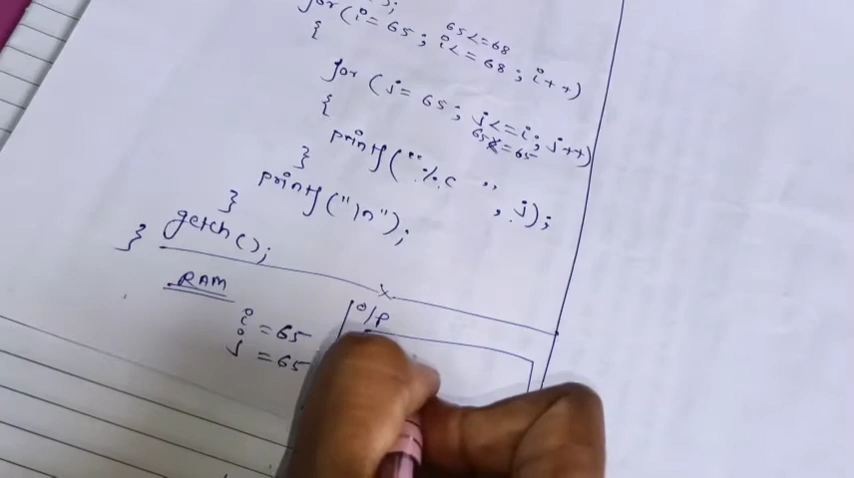 );
for(i=65; i<=68; i++)
65<=68
{
for (j=65; j<=i; j++)
65<=65
{
printf("%c ", j);
}
printf("\n");
}
getch();
}
RAM
i=65
j=65
O/P